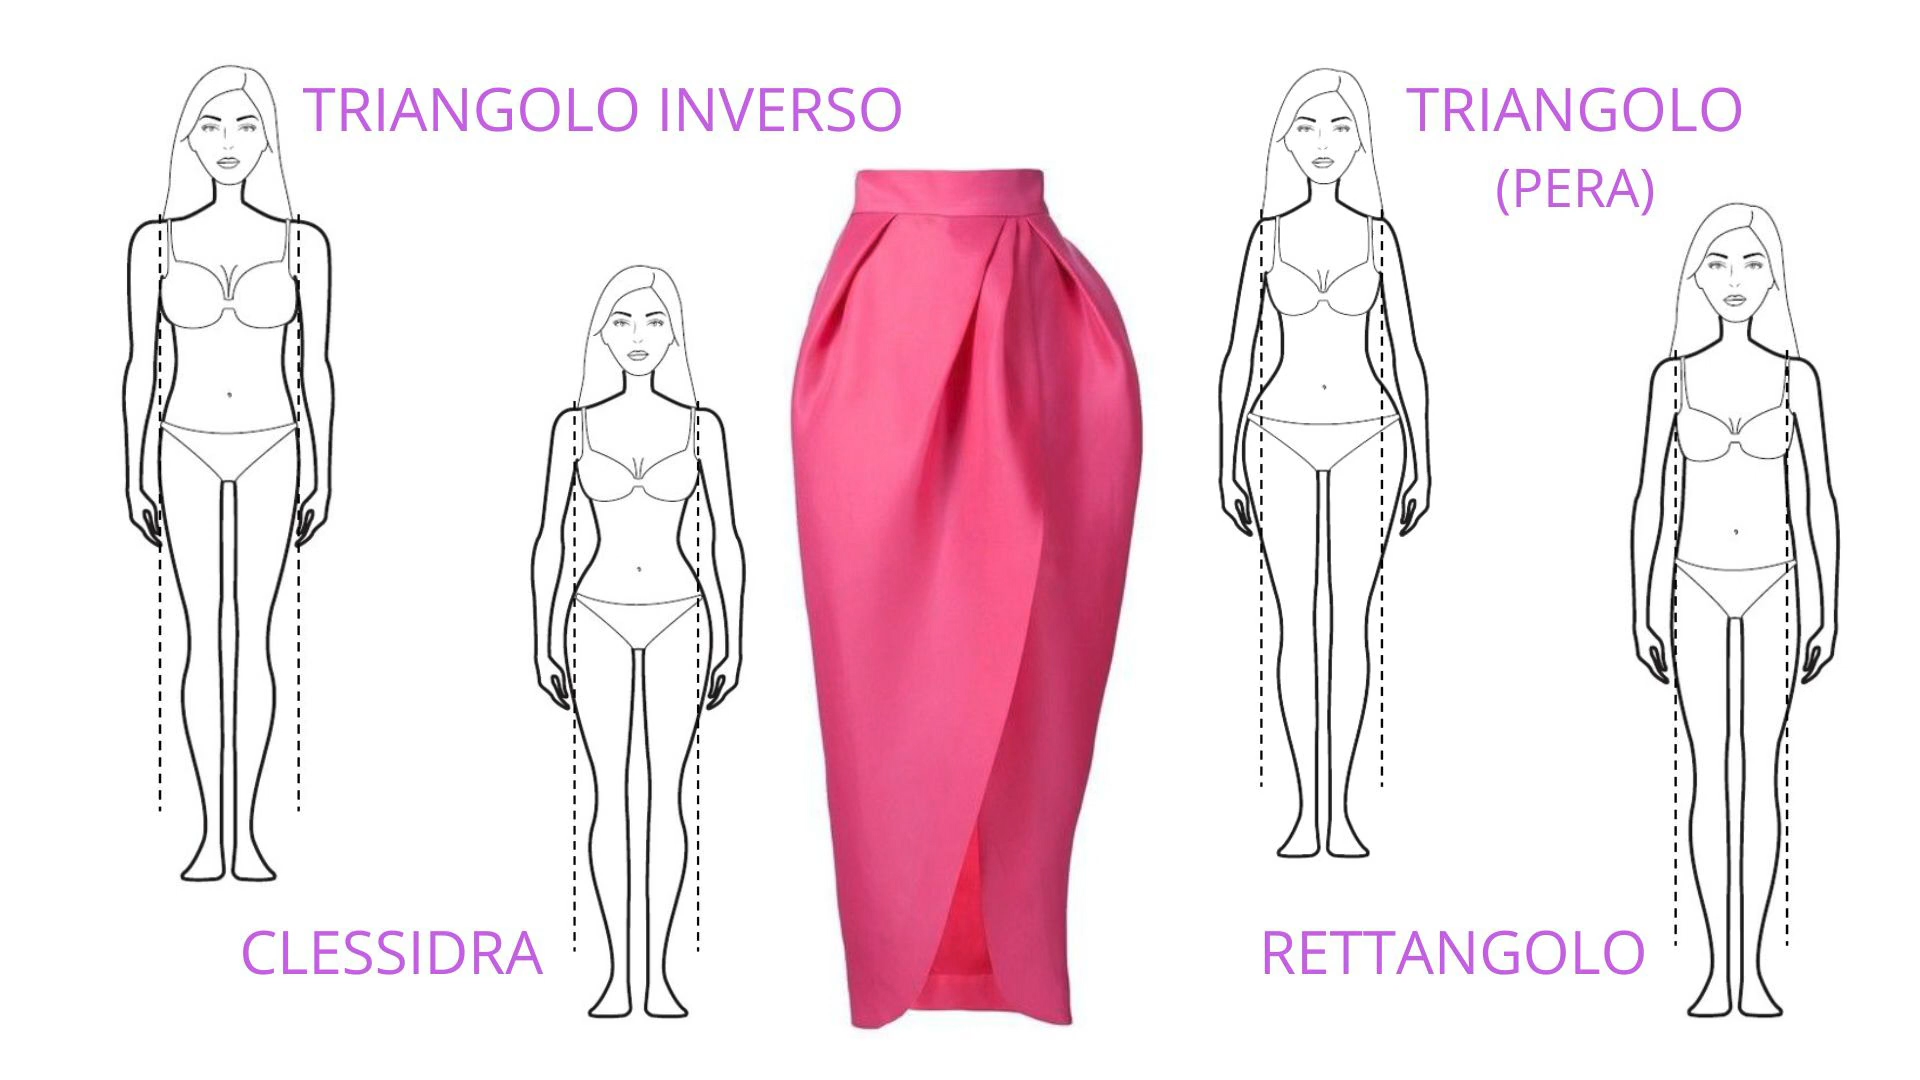 TRIANGOLO INVERSO
TRIANGOLO
(PERA)
CLESSIDRA
RETTANGOLO